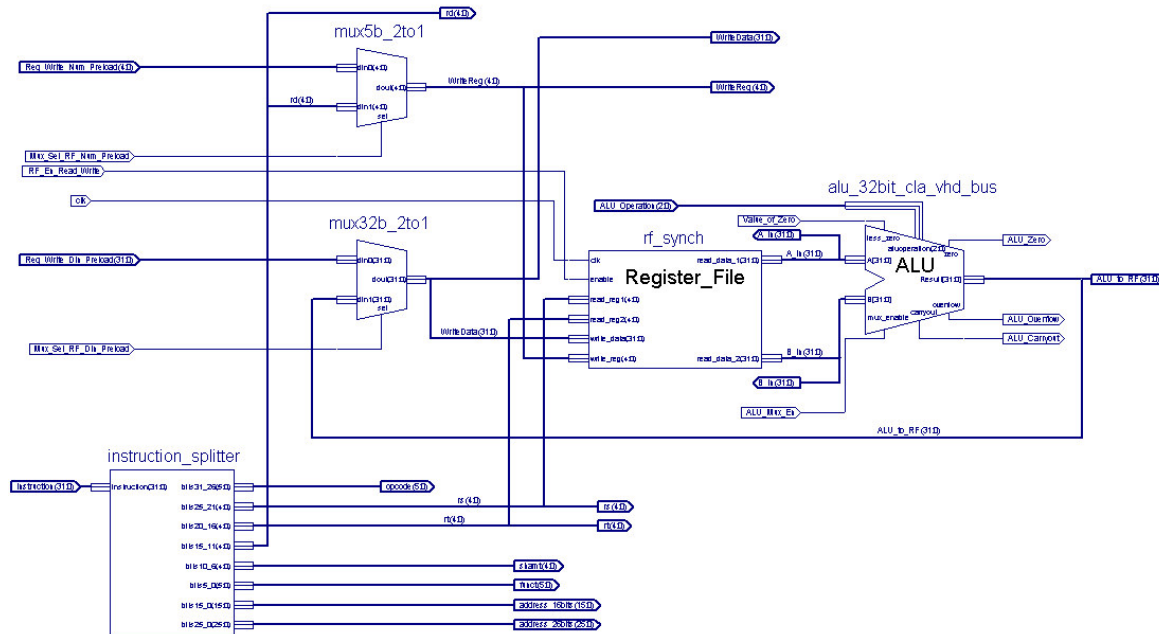 rd(4:0)
mux5b_2to1
WriteData(31:0)
Reg_Write_Num_Preload(4:0)
din0(4:0)
dout(4:0)
WriteReg(4:0)
WriteReg(4:0)
rd(4:0)
din1(4:0)
sel
Mux_Sel_RF_Num_Preload
RF_En_Read_Write
clk
alu_32bit_cla_vhd_bus
ALU_Operation(2:0)
mux32b_2to1
Value_of_Zero
rf_synch
A_In(31:0)
less_zero
aluoperation(2:0)
zero
ALU_Zero
Reg_Write_Din_Preload(31:0)
din0(31:0)
dout(31:0)
clk
read_data_1(31:0)
A_In(31:0)
A(31:0)
ALU
Register_File
enable
Result(31:0)
ALU_to_RF(31:0)
din1(31:0)
sel
read_reg1(4:0)
B(31:0)
overflow
carryout
mux_enable
read_reg2(4:0)
ALU_Overflow
WriteData(31:0)
write_data(31:0)
ALU_Carryout
Mux_Sel_RF_Din_Preload
write_reg(4:0)
read_data_2(31:0)
B_In(31:0)
B_In(31:0)
ALU_Mux_En
ALU_to_RF(31:0)
instruction_splitter
Instruction(31:0)
instruction(31:0)
bits31_26(5:0)
opcode(5:0)
bits25_21(4:0)
rs(4:0)
rs(4:0)
bits20_16(4:0)
rt(4:0)
rt(4:0)
bits15_11(4:0)
bits10_6(4:0)
shamt(4:0)
bits5_0(5:0)
funct(5:0)
bits15_0(15:0)
address_16bits(15:0)
bits25_0(25:0)
address_26bits(25:0)